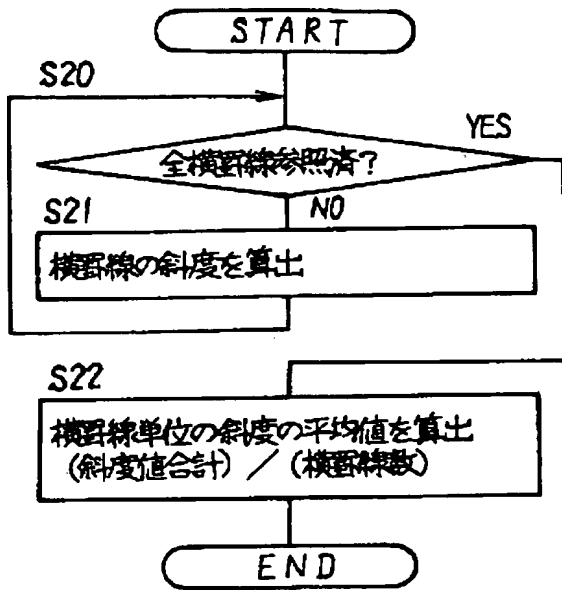 START
S20
YES
全横罫線参照済?
S21
NO
横罫線の斜度を算出
S22
横罫線単位の斜度の平均値を算出
(斜度値合計) / (横罫線数)
END